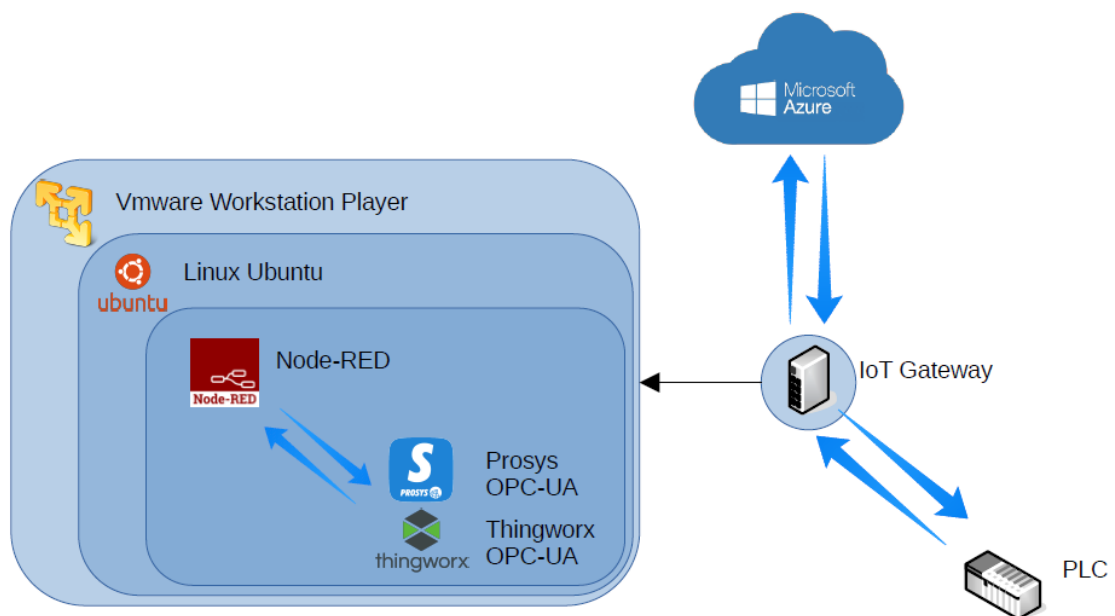 Microsoft
Azure
Vmware Workstation Player
ubuntu
Linux Ubuntu
Node-RED
Node-RED
IoT Gateway
S
PROSYS
Prosys
OPC-UA
thingworx
Thingworx
OPC-UA
PLC